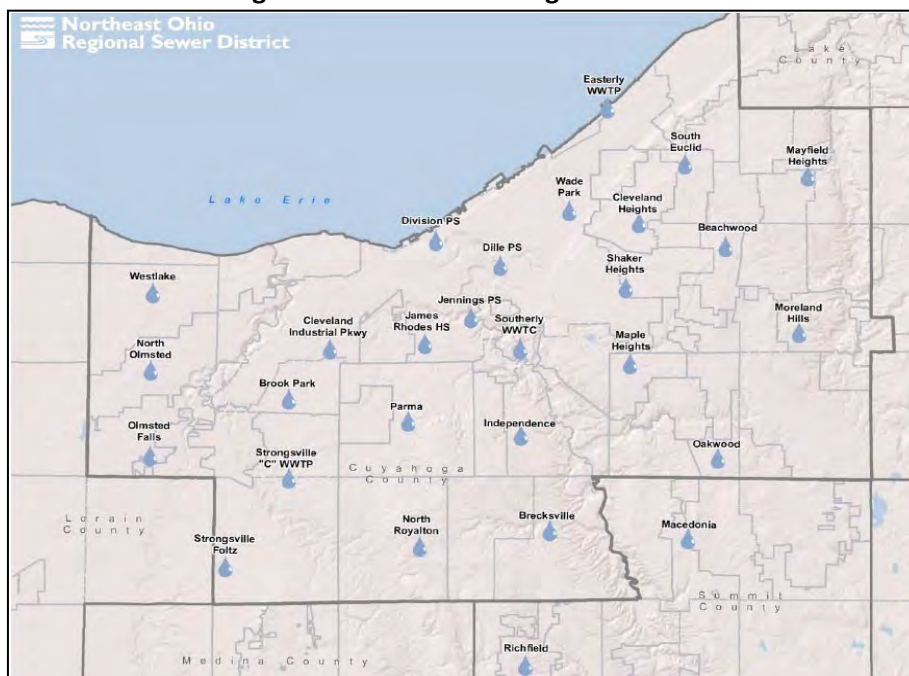 Northeast Ohio
Regional Sewer District
Lake
County
Easterly
WWTP
South
Euclid
Mayfield
Heights
Wade
Park
Cleveland
Heights
Lake Erie
Division PS
Beachwood
Dille PS
Shaker
Heights
Westlake
Jennings PS
Moreland
Hills
Cleveland
Industrial Pkwy
James
Rhodes HS
Southerly
WWTC
Maple
Heights
North
Olmsted
Brook Park
Parma
Independence
Olmsted
Falls
Oakwood
Strongsville
"C" WWTP
Cuyahoga
County
Lorain
County
North
Royalton
Brecksville
Macedonia
Strongsville
Foltz
Summit
County
Richfield
Medina County